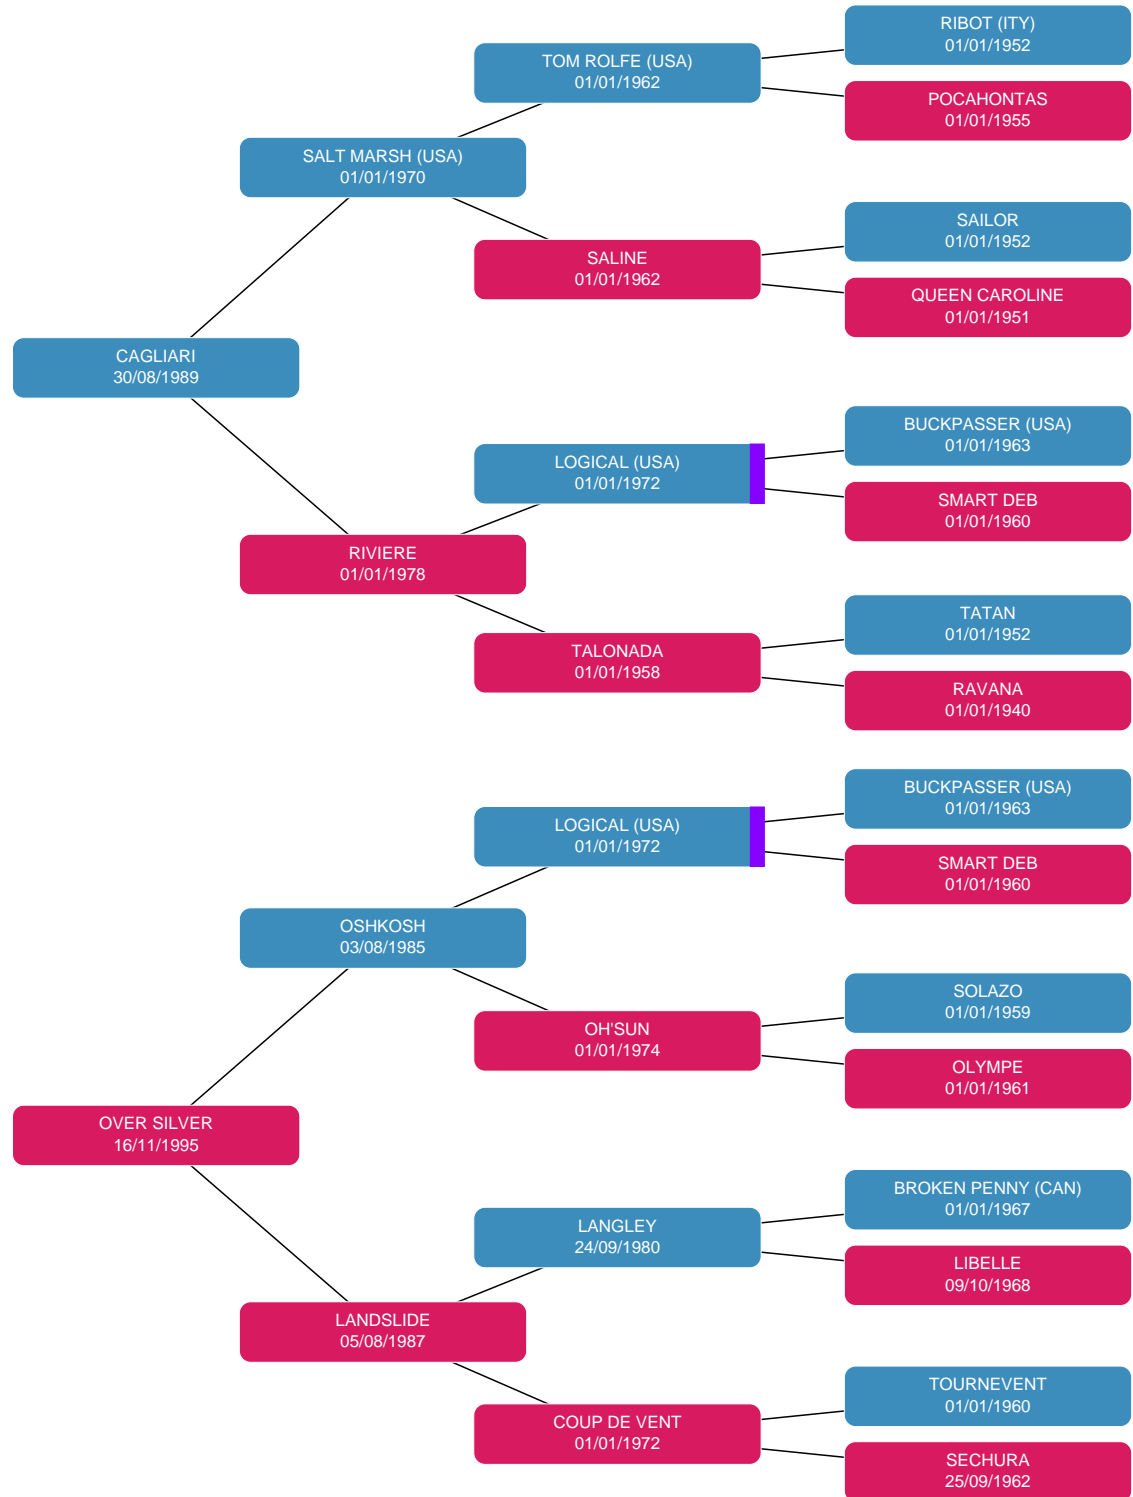 RIBOT (ITY)
01/01/1952
TOM ROLFE (USA)
01/01/1962
POCAHONTAS
01/01/1955
SALT MARSH (USA)
01/01/1970
SAILOR
01/01/1952
SALINE
01/01/1962
QUEEN CAROLINE
01/01/1951
CAGLIARI
30/08/1989
BUCKPASSER (USA)
01/01/1963
LOGICAL (USA)
01/01/1972
SMART DEB
01/01/1960
RIVIERE
01/01/1978
TATAN
01/01/1952
TALONADA
01/01/1958
RAVANA
01/01/1940
BUCKPASSER (USA)
01/01/1963
LOGICAL (USA)
01/01/1972
SMART DEB
01/01/1960
OSHKOSH
03/08/1985
SOLAZO
01/01/1959
OH'SUN
01/01/1974
OLYMPE
01/01/1961
OVER SILVER
16/11/1995
BROKEN PENNY (CAN)
01/01/1967
LANGLEY
24/09/1980
LIBELLE
09/10/1968
LANDSLIDE
05/08/1987
TOURNEVENT
01/01/1960
COUP DE VENT
01/01/1972
SECHURA
25/09/1962